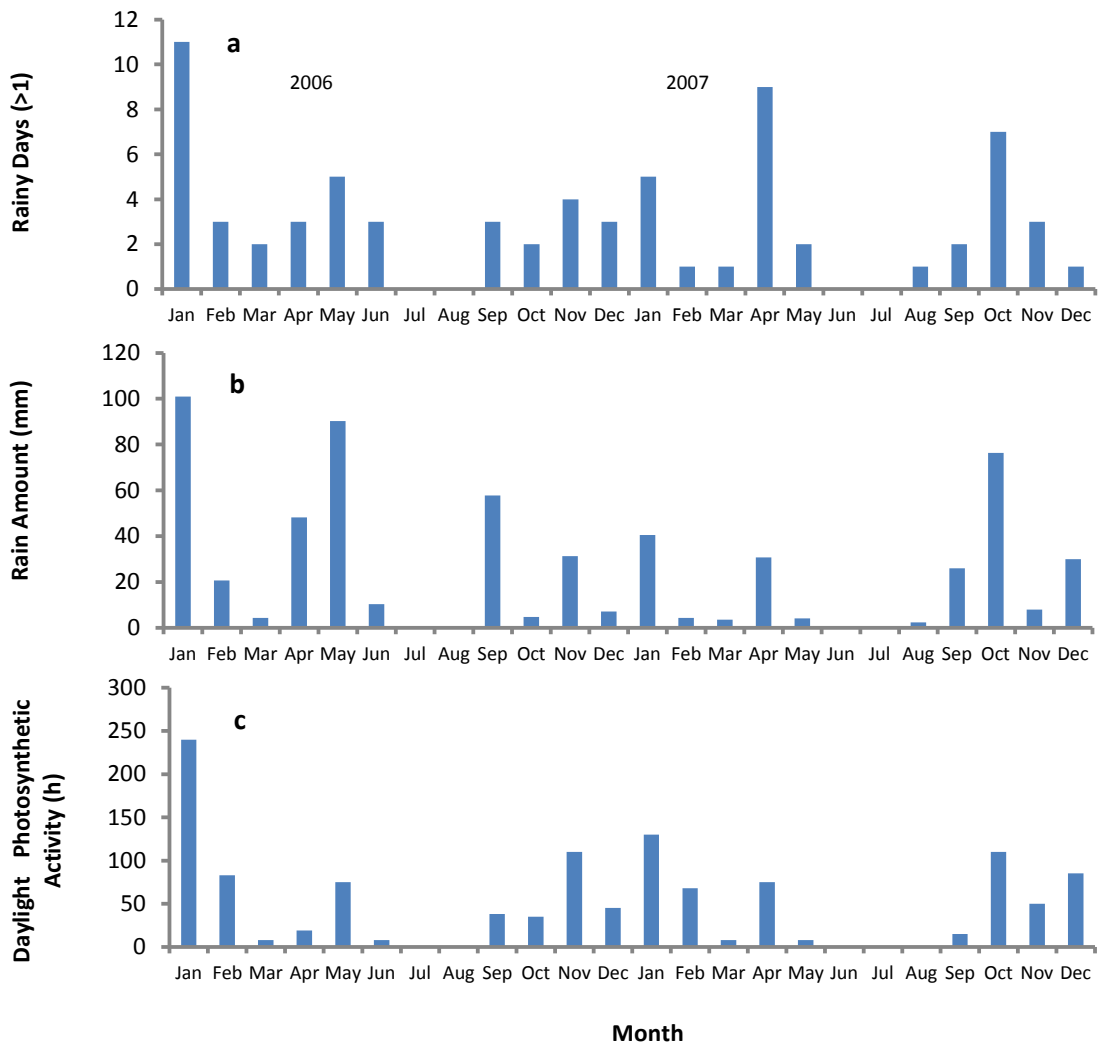 a
2006
2007
Rainy Days (>1)
12
10
8
6
4
2
0
Jan Feb Mar Apr May Jun Jul Aug Sep Oct Nov Dec Jan Feb Mar Apr May Jun Jul Aug Sep Oct Nov Dec
b
Rain Amount (mm)
120
100
80
60
40
20
0
Jan Feb Mar Apr May Jun Jul Aug Sep Oct Nov Dec Jan Feb Mar Apr May Jun Jul Aug Sep Oct Nov Dec
c
Daylight Photosynthetic
Activity (h)
300
250
200
150
100
50
0
Jan Feb Mar Apr May Jun Jul Aug Sep Oct Nov Dec Jan Feb Mar Apr May Jun Jul Aug Sep Oct Nov Dec
Month